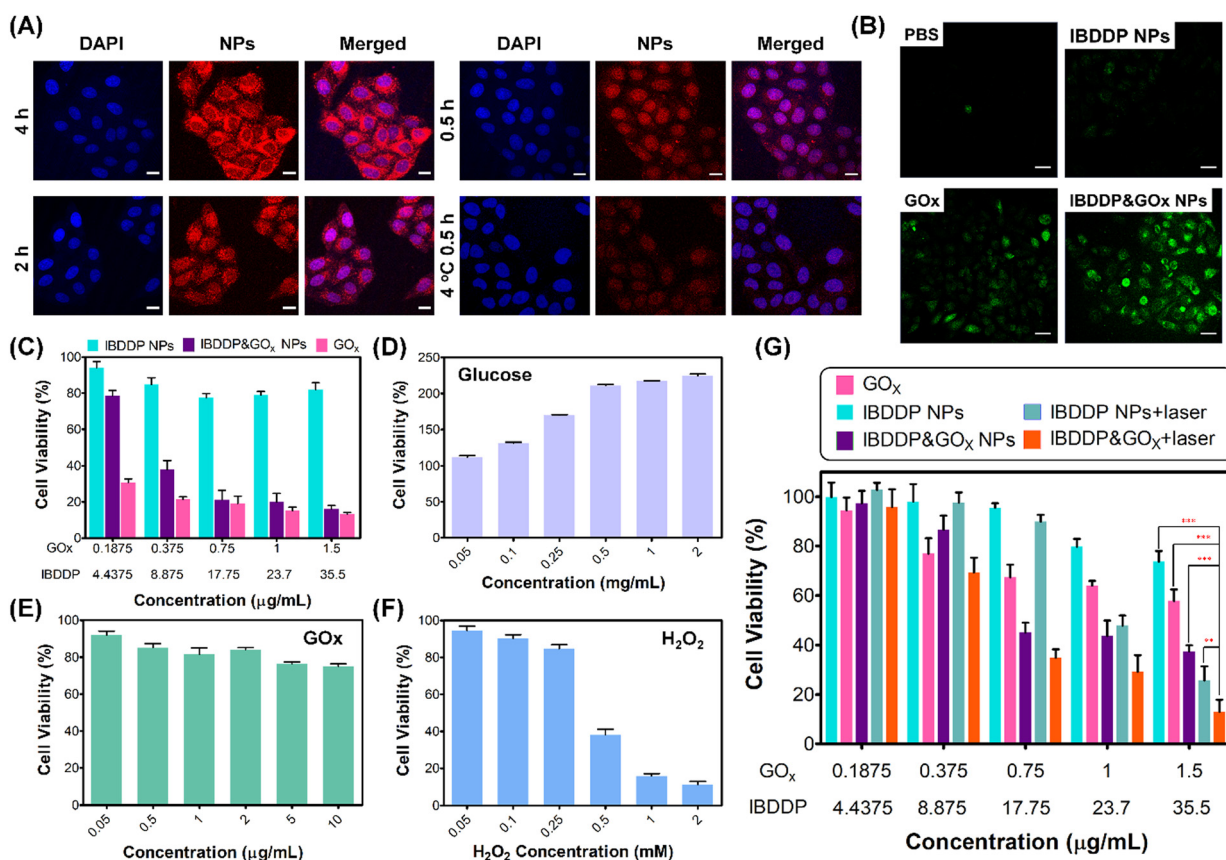 (A)
DAPI NPs Merged DAPI NPs Merged
4 h
0.5 h
2 h
4 °C 0.5 h
(B)
PBS
IBDDP NPs
GOx
IBDDP&GOx NPs
(C)
IBDDP NPs IBDDP&GOX NPs GOX
Cell Viability (%)
100
80
60
40
20
0
GOx 0.1875 0.375 0.75 1 1.5
IBDDP 4.4375 8.875 17.75 23.7 35.5
Concentration (μg/mL)
(D)
Glucose
Cell Viability (%)
250
200
150
100
50
0
0.05 0.1 0.25 0.5 1 2
Concentration (mg/mL)
(E)
GOx
Cell Viability (%)
100
80
60
40
20
0
0.05 0.5 1 2 5 10
Concentration (μg/mL)
(F)
H2O2
Cell Viability (%)
100
80
60
40
20
0
0.05 0.1 0.25 0.5 1 2
H2O2 Concentration (mM)
(G)
GOX
IBDDP NPs IBDDP NPs+laser
IBDDP&GOX NPs IBDDP&GOX+laser
Cell Viability (%)
100
80
60
40
20
0
***
***
***
**
GOX 0.1875 0.375 0.75 1 1.5
IBDDP 4.4375 8.875 17.75 23.7 35.5
Concentration (μg/mL)